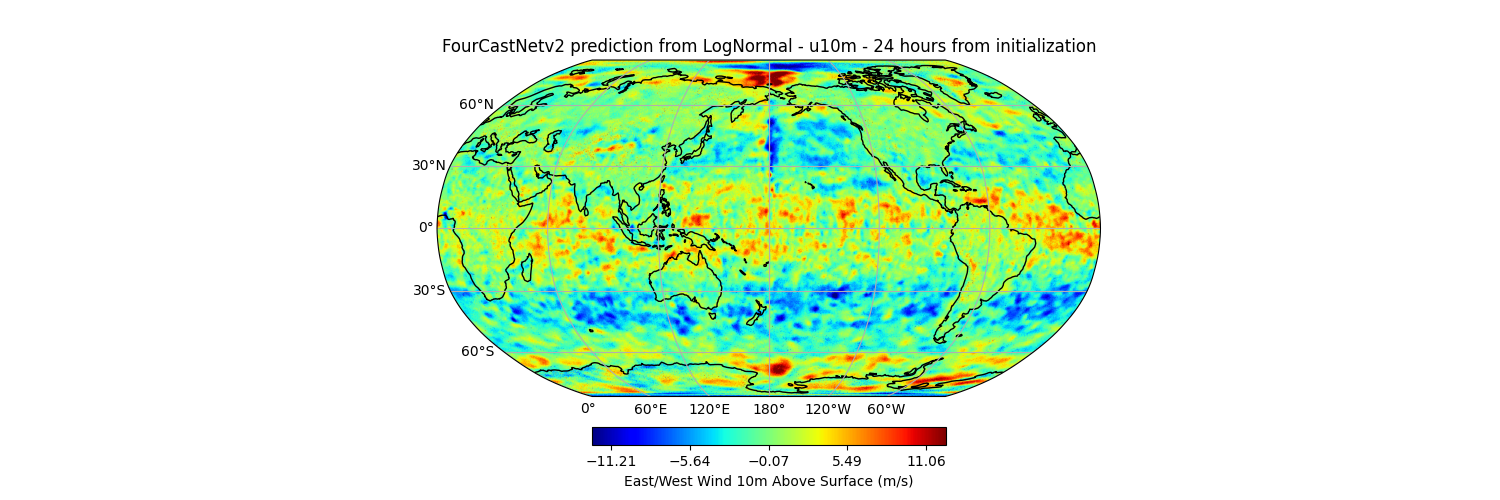 FourCastNetv2 prediction from LogNormal - u10m - 24 hours from initialization
60°N
30°N
0°
30°S
60°S
0° 60°E 120°E 180° 120°W 60°W
−11.21 −5.64 −0.07 5.49 11.06
East/West Wind 10m Above Surface (m/s)